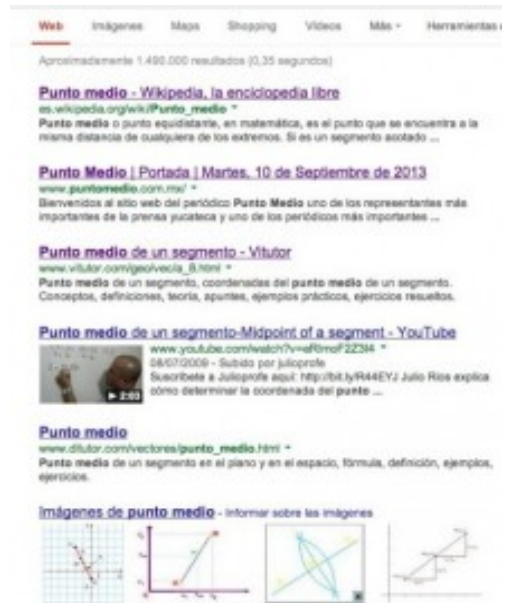 Web Imágenes Maps Shopping Vídeos Más Herramientas
Aproximadamente 1.490.000 resultados (0,35 segundos)
Punto medio - Wikipedia, la enciclopedia libre
es.wikipedia.org/wiki/Punto_medio
Punto medio o punto equidistante, en matemática, es el punto que se encuentra a la
misma distancia de cualquiera de los extremos. Si es un segmento acotado ...
Punto Medio | Portada | Martes, 10 de Septiembre de 2013
www.puntomedio.com.mx/
Bienvenidos al sitio web del periódico Punto Medio uno de los representantes más
importantes de la prensa yucateca y uno de los periódicos más importantes ...
Punto medio de un segmento - Vitutor
www.vitutor.com/geo/vec/a_8.html
Punto medio de un segmento, coordenadas del punto medio de un segmento.
Conceptos, definiciones, teoría, apuntes, ejemplos prácticos, ejercicios resueltos.
Punto medio de un segmento-Midpoint of a segment - YouTube
08/07/2009 - Subido por julioprofe
Suscríbete a Julioprofe aquí: http://bit.ly/R44EYJ Julio Rios explica
cómo determinar la coordenada del punto ...
2:03
Punto medio
www.ditutor.com/vectores/punto_medio.html
Punto medio de un segmento en el plano y en el espacio, fórmula, definición, ejemplos,
ejercicios.
Imágenes de punto medio - Informar sobre las imágenes